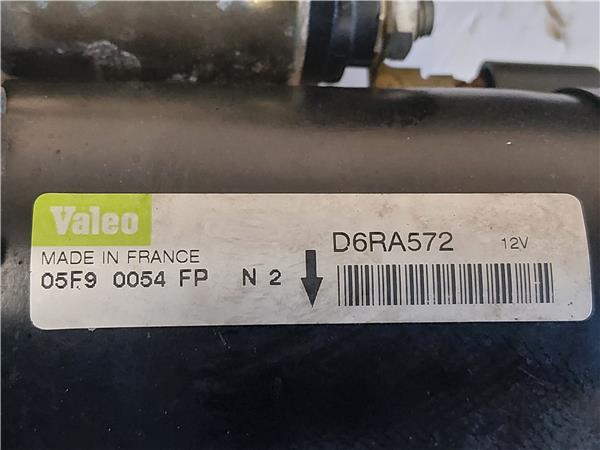 Valeo
D6RA572 12V
MADE IN FRANCE
05F9 0054 FP N 2